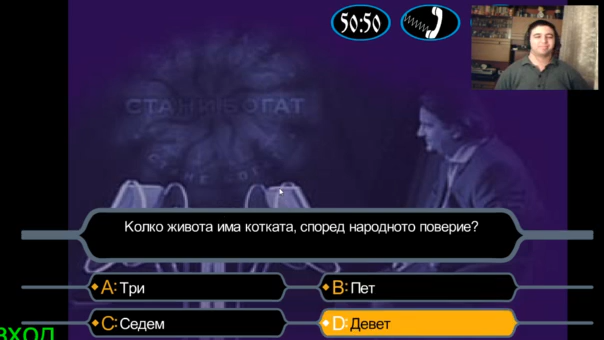 50:50
СТАНИ БОГАТ
Колко живота има котката, според народното поверие?
A: Три
B: Пет
C: Седем
D: Девет
вход